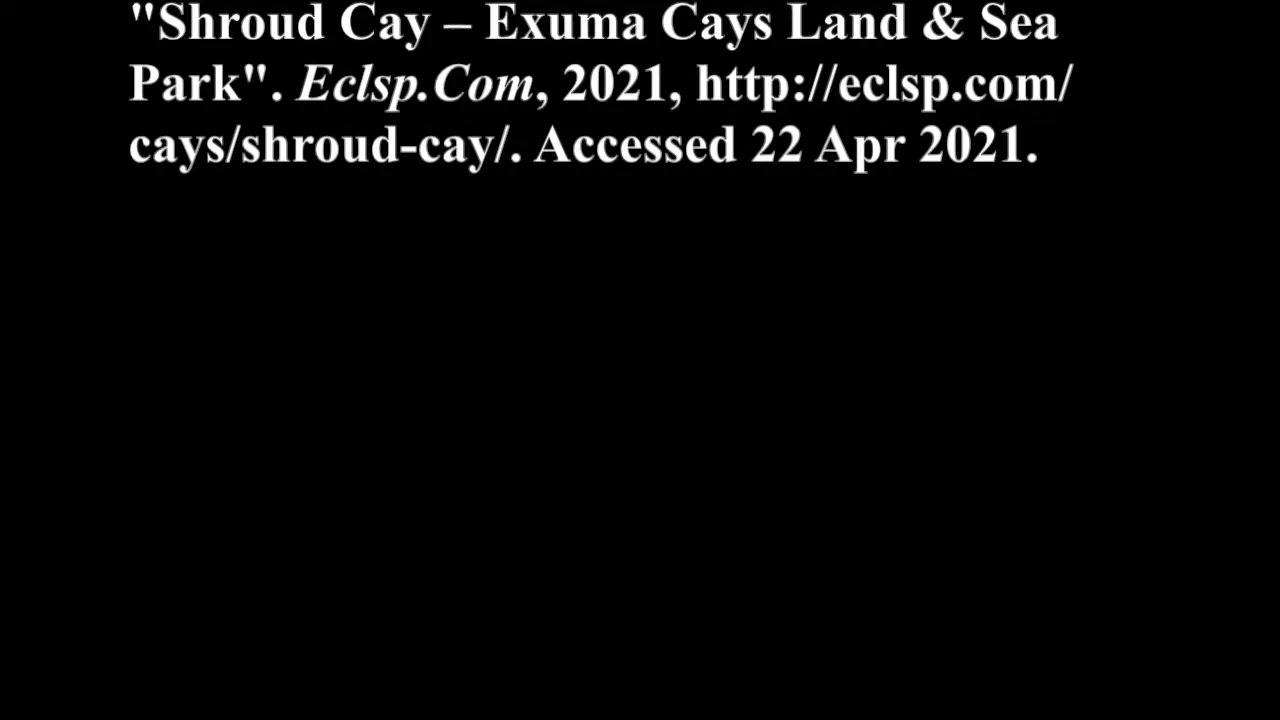 "Shroud Cay – Exuma Cays Land & Sea
Park". Eclsp.Com, 2021, http://eclsp.com/
cays/shroud-cay/. Accessed 22 Apr 2021.